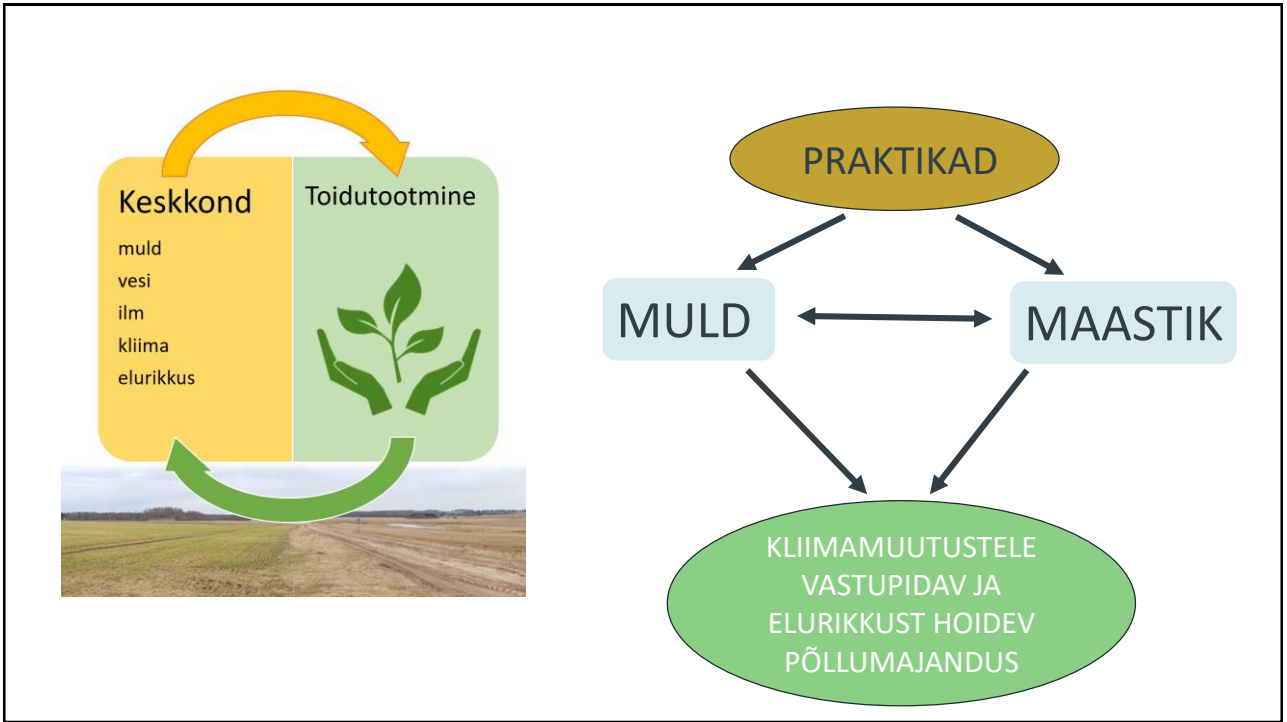 Keskkond
muld
vesi
ilm
kliima
elurikkus
Toidutootmine
PRAKTIKAD
MULD
MAASTIK
KLIIMAMUUTUSTELE
VASTUPIDAV JA
ELURIKKUST HOIDEV
PÕLLUMAJANDUS